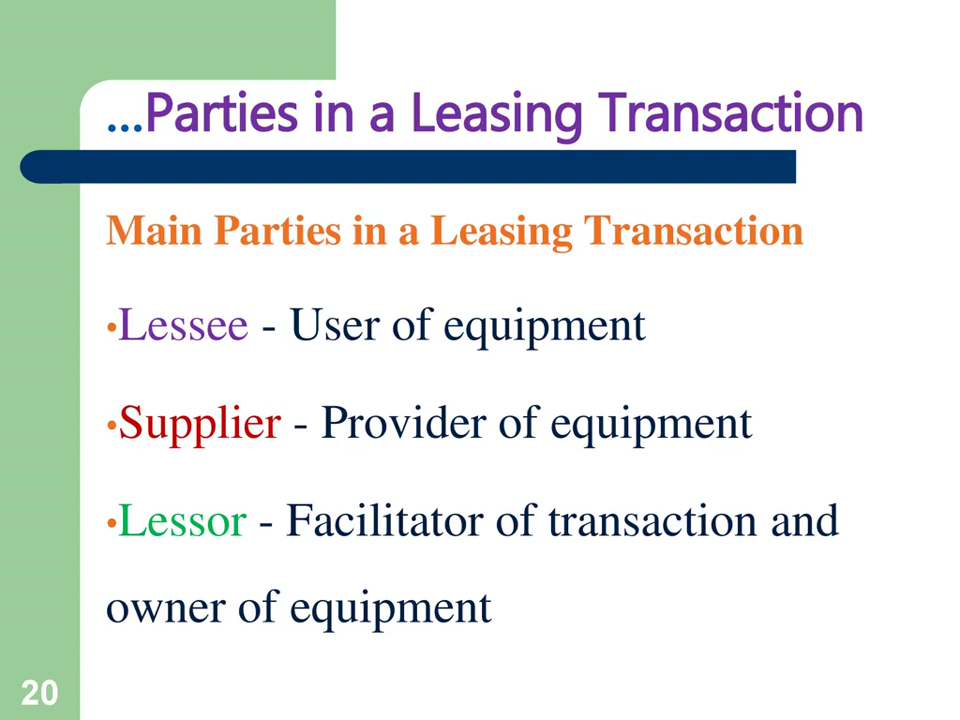 ...Parties in a Leasing Transaction
Main Parties in a Leasing Transaction
•Lessee - User of equipment
•Supplier - Provider of equipment
•Lessor - Facilitator of transaction and
owner of equipment
20